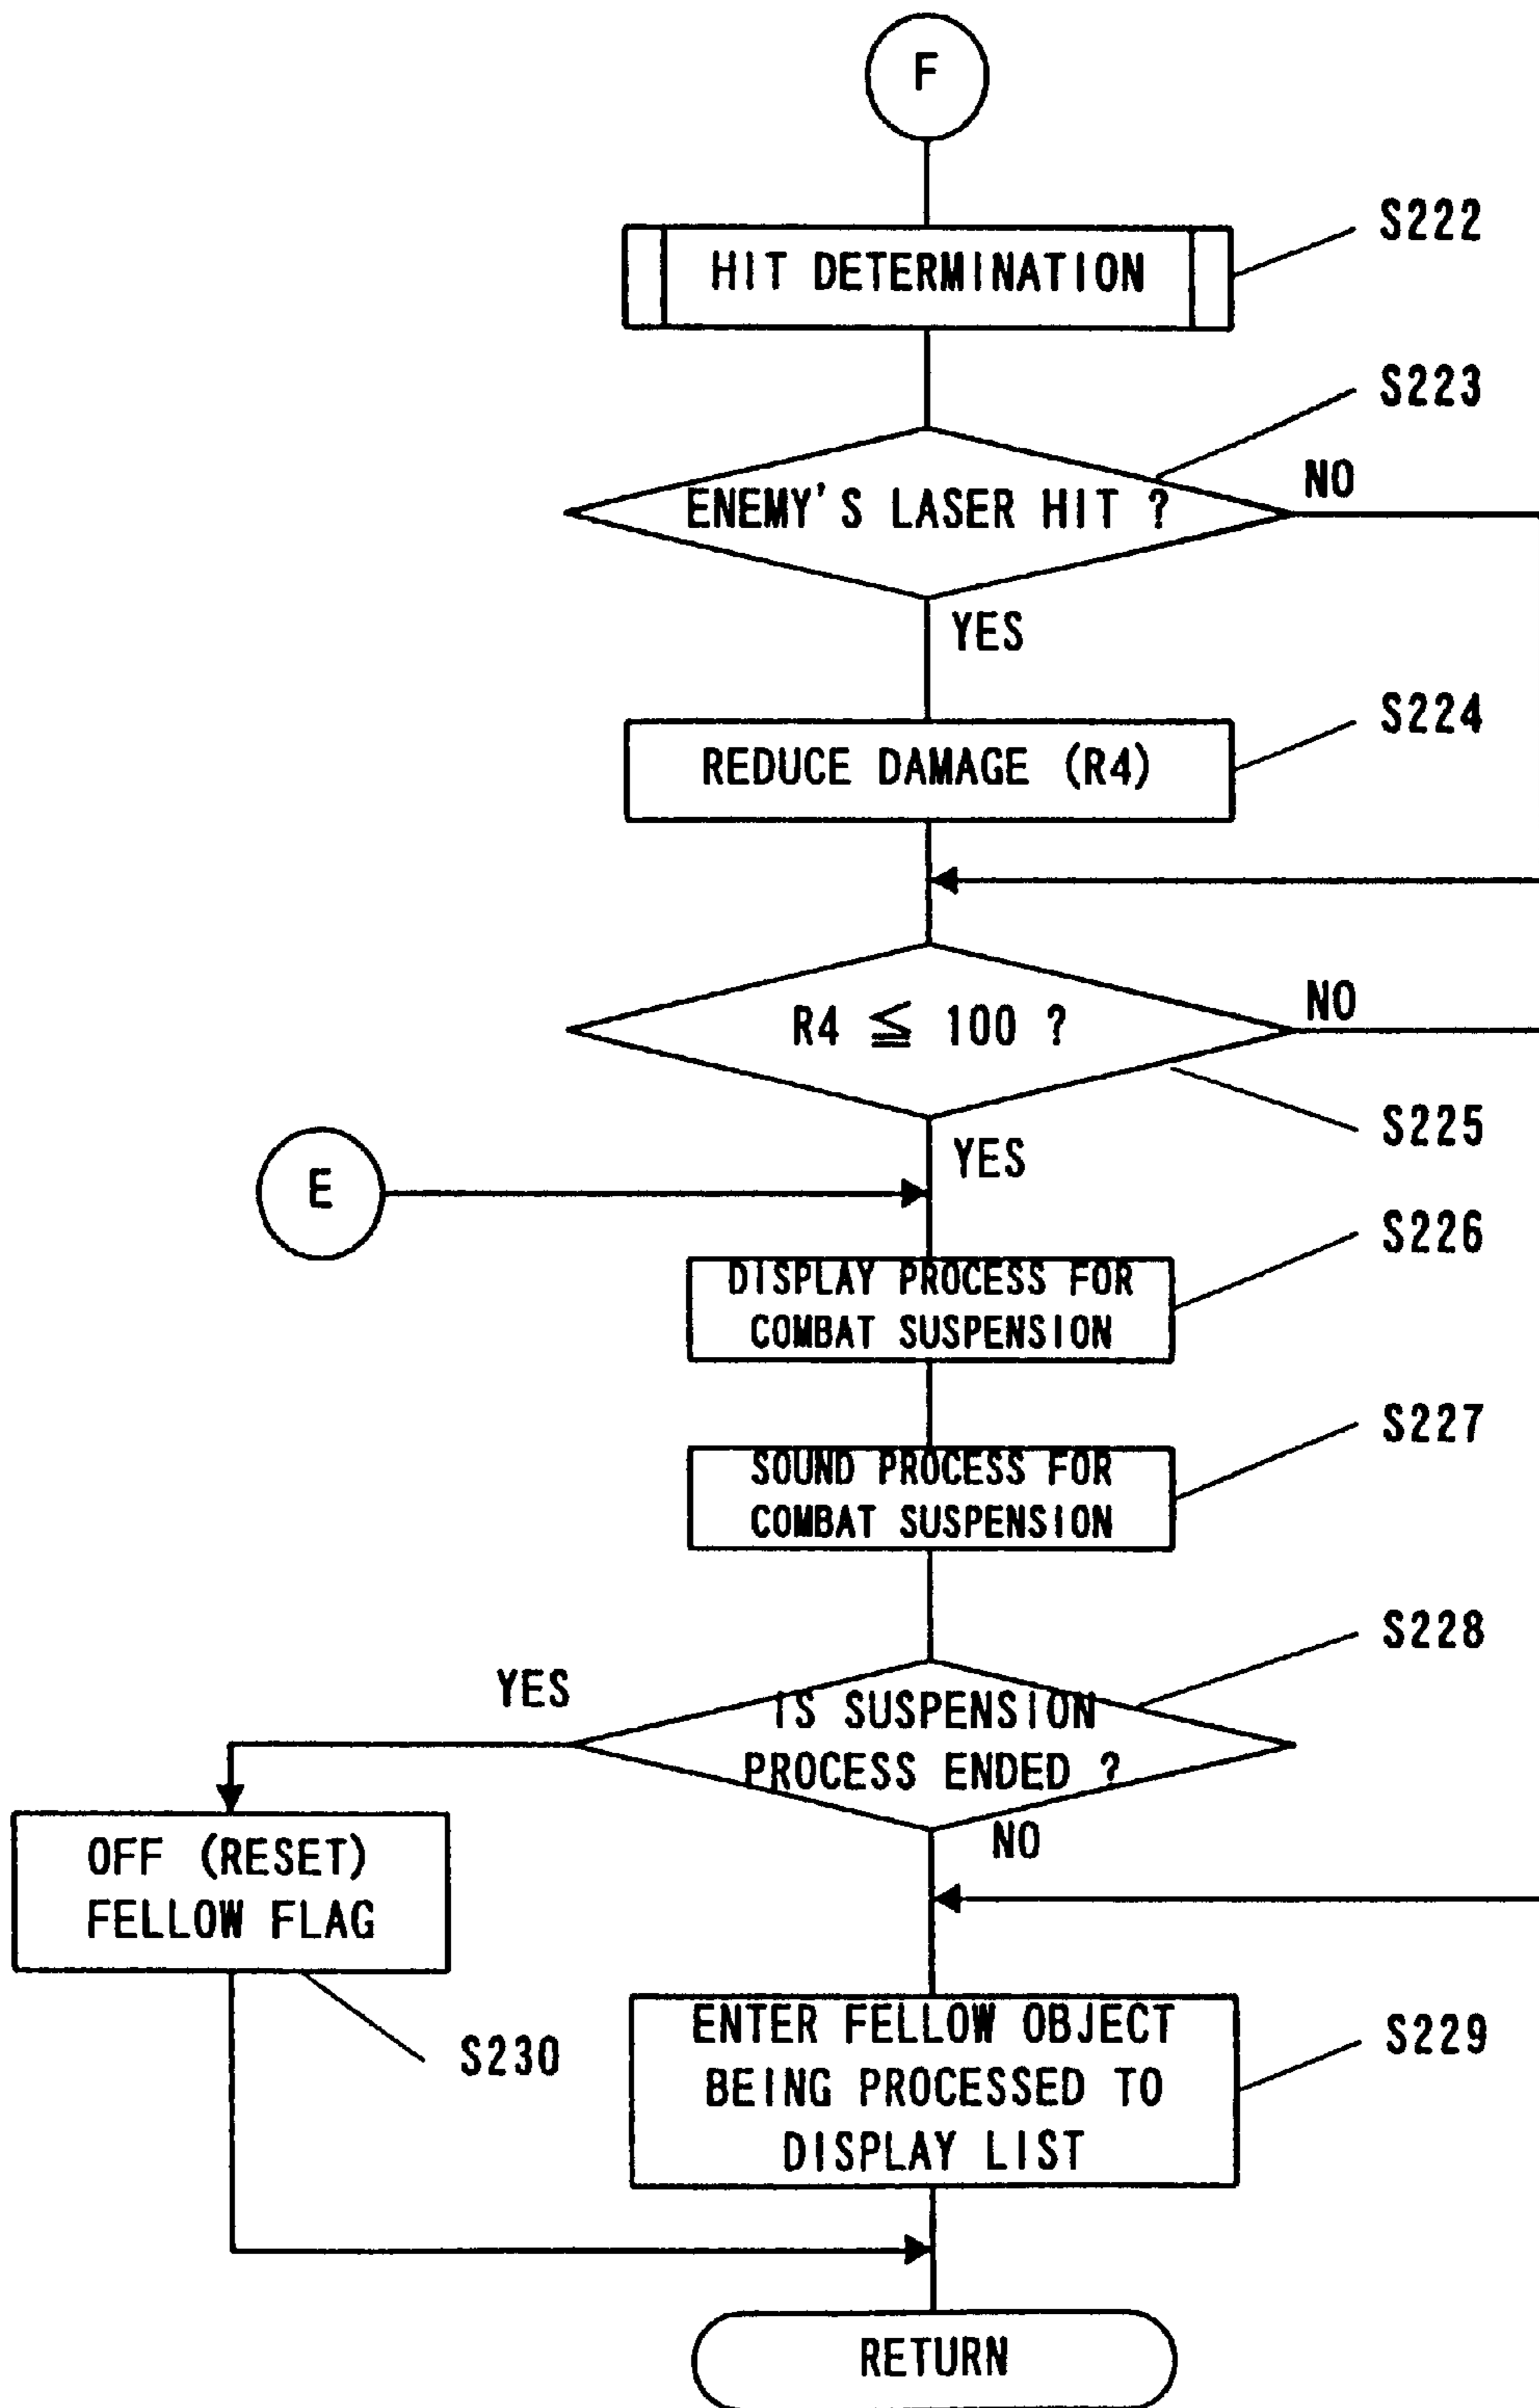 F
HIT DETERMINATION
S222
S223
ENEMY'S LASER HIT ?
NO
YES
S224
REDUCE DAMAGE (R4)
R4 ≦ 100 ?
NO
S225
YES
E
S226
DISPLAY PROCESS FOR
COMBAT SUSPENSION
S227
SOUND PROCESS FOR
COMBAT SUSPENSION
S228
YES
IS SUSPENSION
PROCESS ENDED ?
NO
OFF (RESET)
FELLOW FLAG
S230
ENTER FELLOW OBJECT
BEING PROCESSED TO
DISPLAY LIST
S229
RETURN